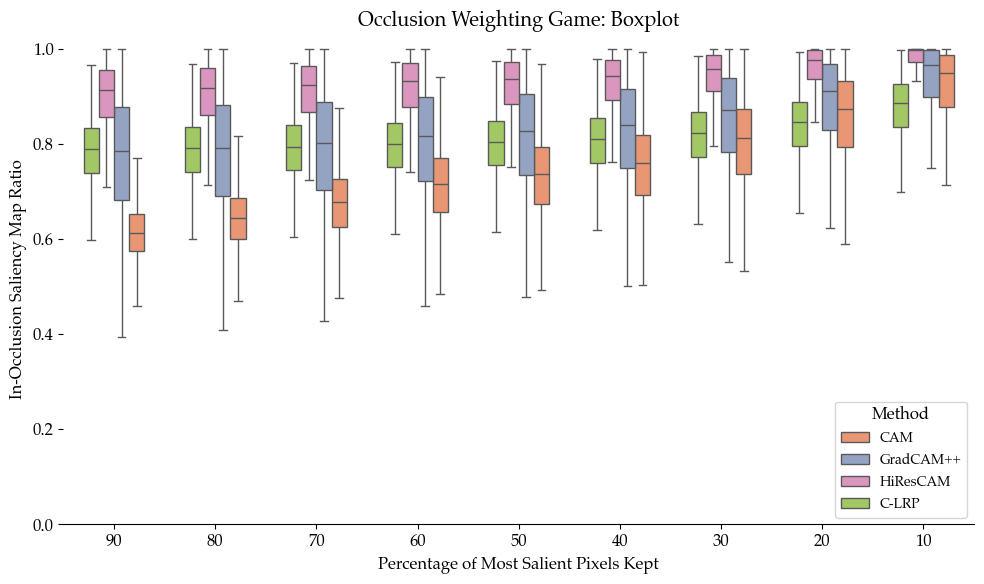 Occlusion Weighting Game: Boxplot
In-Occlusion Saliency Map Ratio
1.0
0.8
0.6
0.4
0.2
0.0
Method
CAM
GradCAM++
HiResCAM
C-LRP
90 80 70 60 50 40 30 20 10
Percentage of Most Salient Pixels Kept